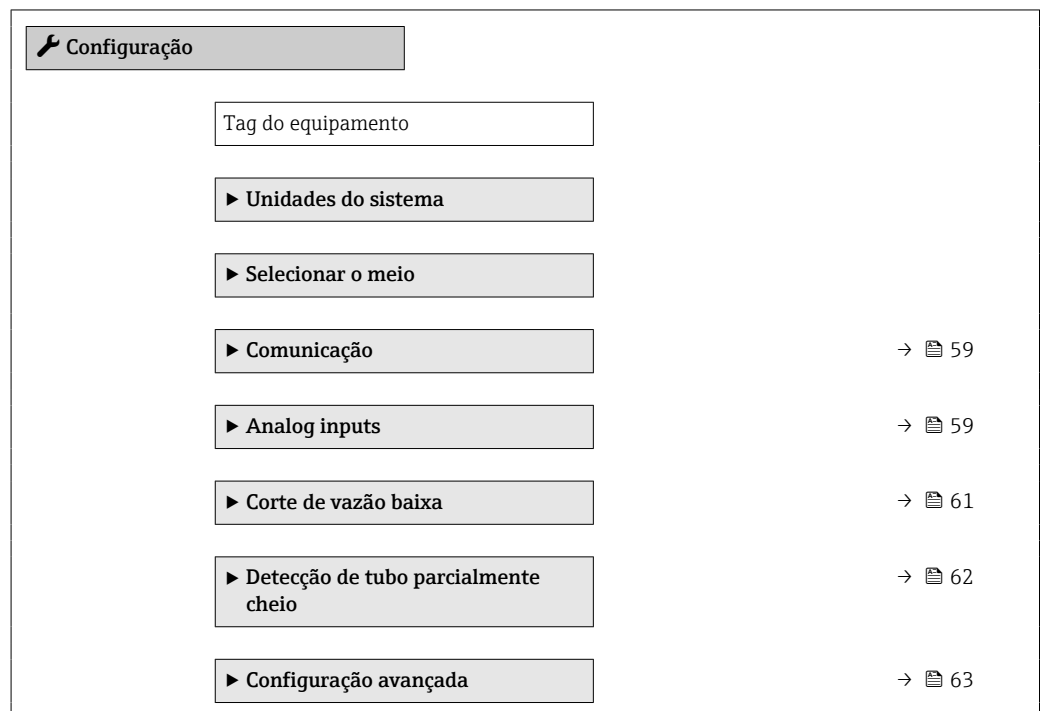 Configuração
Tag do equipamento
▶ Unidades do sistema
▶ Selecionar o meio
▶ Comunicação → 59
▶ Analog inputs → 59
▶ Corte de vazão baixa → 61
▶ Detecção de tubo parcialmente → 62
cheio
▶ Configuração avançada → 63